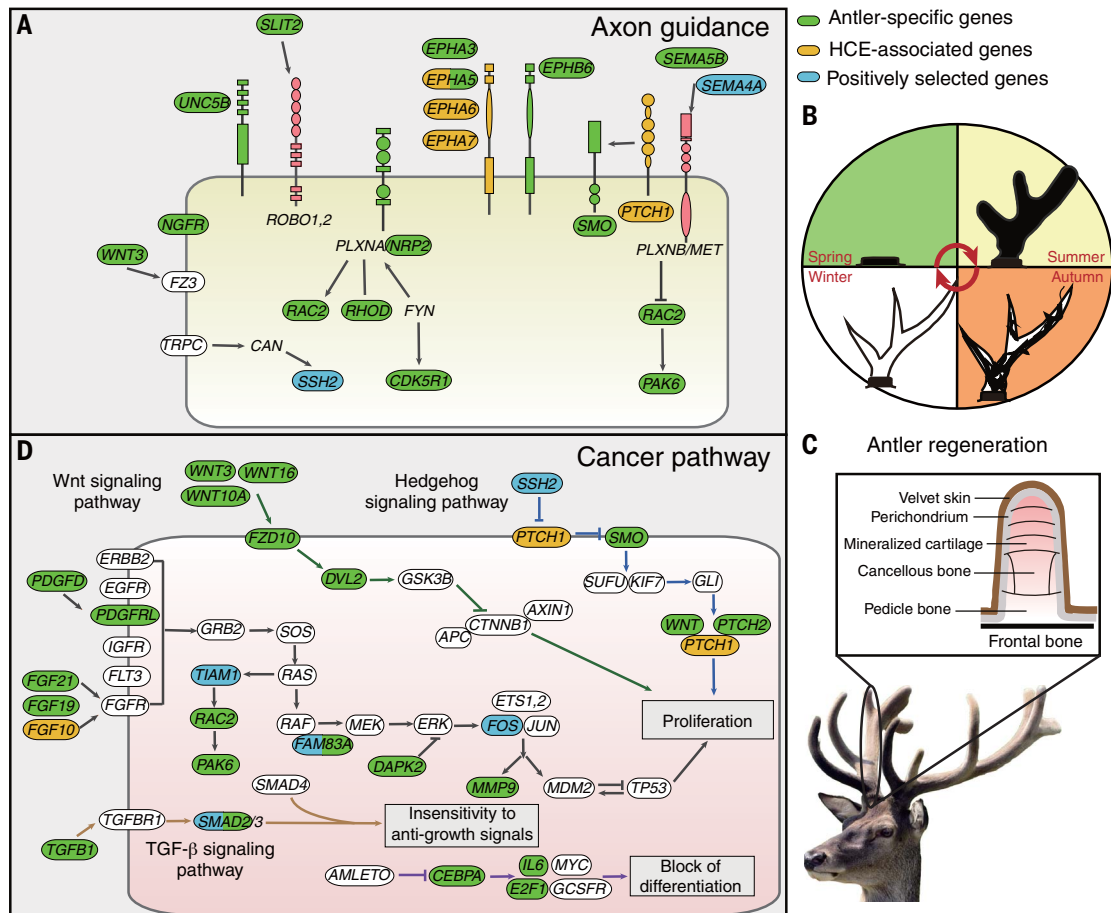 A
Axon guidance
SLIT2
UNC5B
EPHA3
EPHA5
EPHA6
EPHA7
EPHB6
SEMA5B
SEMA4A
NGFR
WNT3
FZ3
TRPC
CAN
SSH2
ROBO1,2
PLXNA/NRP2
RAC2
RHOD
FYN
CDK5R1
SMO
PTCH1
PLXNB/MET
RAC2
PAK6
Antler-specific genes
HCE-associated genes
Positively selected genes
B
Spring
Summer
Winter
Autumn
C
Antler regeneration
Velvet skin
Perichondrium
Mineralized cartilage
Cancellous bone
Pedicle bone
Frontal bone
D
Cancer pathway
Wnt signaling
pathway
WNT3
WNT16
WNT10A
Hedgehog
signaling pathway
SSH2
FZD10
PTCH1
SMO
ERBB2
EGFR
PDGFD
PDGFRL
IGFR
FLT3
FGFR
FGF21
FGF19
FGF10
DVL2
GSK3B
AXIN1
CTNNB1
APC
SUFU
KIF7
GLI
WNT
PTCH2
PTCH1
GRB2
SOS
TIAM1
RAS
RAC2
PAK6
RAF
FAM83A
MEK
ERK
DAPK2
ETS1,2
FOS
JUN
MMP9
MDM2
TP53
Proliferation
SMAD4
TGFBR1
SMAD2/3
TGFB1
TGF-β signaling
pathway
Insensitivity to
anti-growth signals
AMLETO
CEBPA
IL6
MYC
E2F1
GCSFR
Block of
differentiation